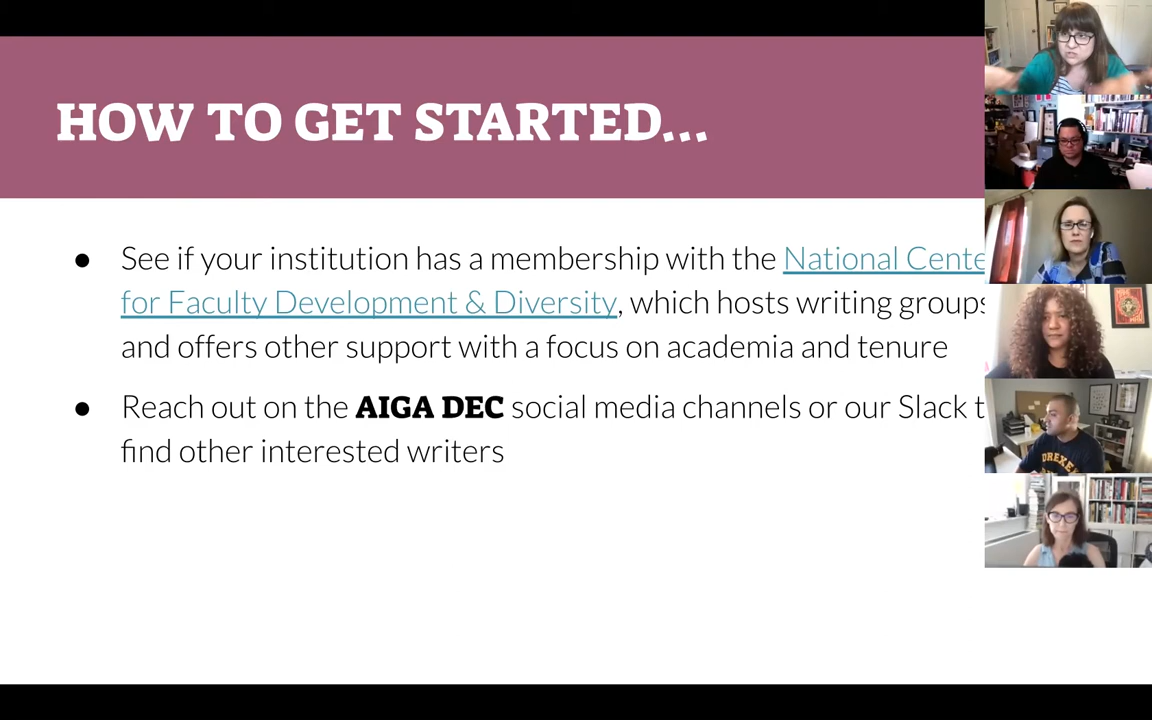 HOW TO GET STARTED...
● See if your institution has a membership with the National Cente
for Faculty Development & Diversity, which hosts writing groups
and offers other support with a focus on academia and tenure
● Reach out on the AIGA DEC social media channels or our Slack t
find other interested writers
DREXE